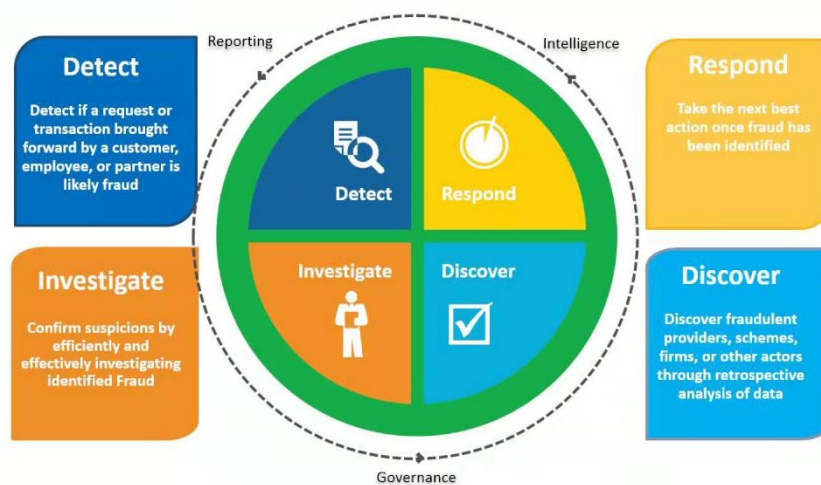 Reporting
Intelligence
Detect
Detect if a request or
transaction brought
forward by a customer,
employee, or partner is
likely fraud
Respond
Take the next best
action once fraud has
been identified
Detect
Respond
Investigate
Discover
Investigate
Confirm suspicions by
efficiently and
effectively investigating
identified Fraud
Discover
Discover fraudulent
providers, schemes,
firms, or other actors
through retrospective
analysis of data
Governance